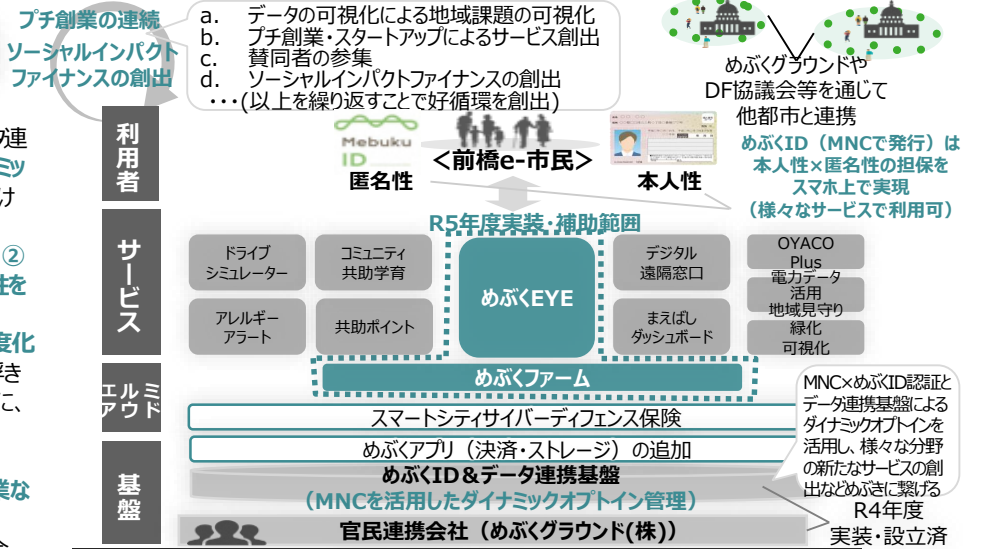 プチ創業の連続
ソーシャルインパクト
ファイナンスの創出
a. データの可視化による地域課題の可視化
b. プチ創業・スタートアップによるサービス創出
c. 賛同者の参集
d. ソーシャルインパクトファイナンスの創出
・・・(以上を繰り返すことで好循環を創出)
めぶくグラウンドや
DF協議会等を通じて
他都市と連携
連
ミッ
け
②
性を
度化
浮き
に、
業な
利用者
Mebuku
ID
匿名性
<前橋e-市民>
本人性
めぶくID（MNCで発行）は
本人性×匿名性の担保を
スマホ上で実現
（様々なサービスで利用可）
R5年度実装・補助範囲
サービス
ドライブ
シミュレーター
コミュニティ
共助学育
アレルギー
アラート
共助ポイント
めぶくEYE
デジタル
遠隔窓口
まえばし
ダッシュボード
OYACO
Plus
電力データ
活用
地域見守り
緑化
可視化
ミドルウエア
めぶくファーム
スマートシティサイバーディフェンス保険
MNC×めぶくID認証と
データ連携基盤による
ダイナミックオプトインを
活用し、様々な分野
の新たなサービスの創
出などめぶきに繋げる
基盤
めぶくアプリ（決済・ストレージ）の追加
めぶくID＆データ連携基盤
（MNCを活用したダイナミックオプトイン管理）
官民連携会社（めぶくグラウンド(株)）
R4年度
実装・設立済